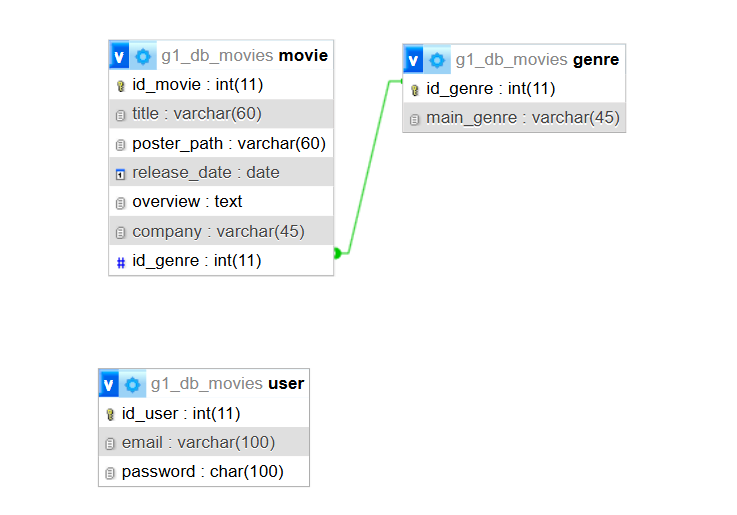 v g1_db_movies movie
id_movie : int(11)
title : varchar(60)
poster_path : varchar(60)
1 release_date : date
overview : text
company : varchar(45)
# id_genre : int(11)
v g1_db_movies genre
id_genre : int(11)
main_genre : varchar(45)
v g1_db_movies user
id_user : int(11)
email : varchar(100)
password : char(100)